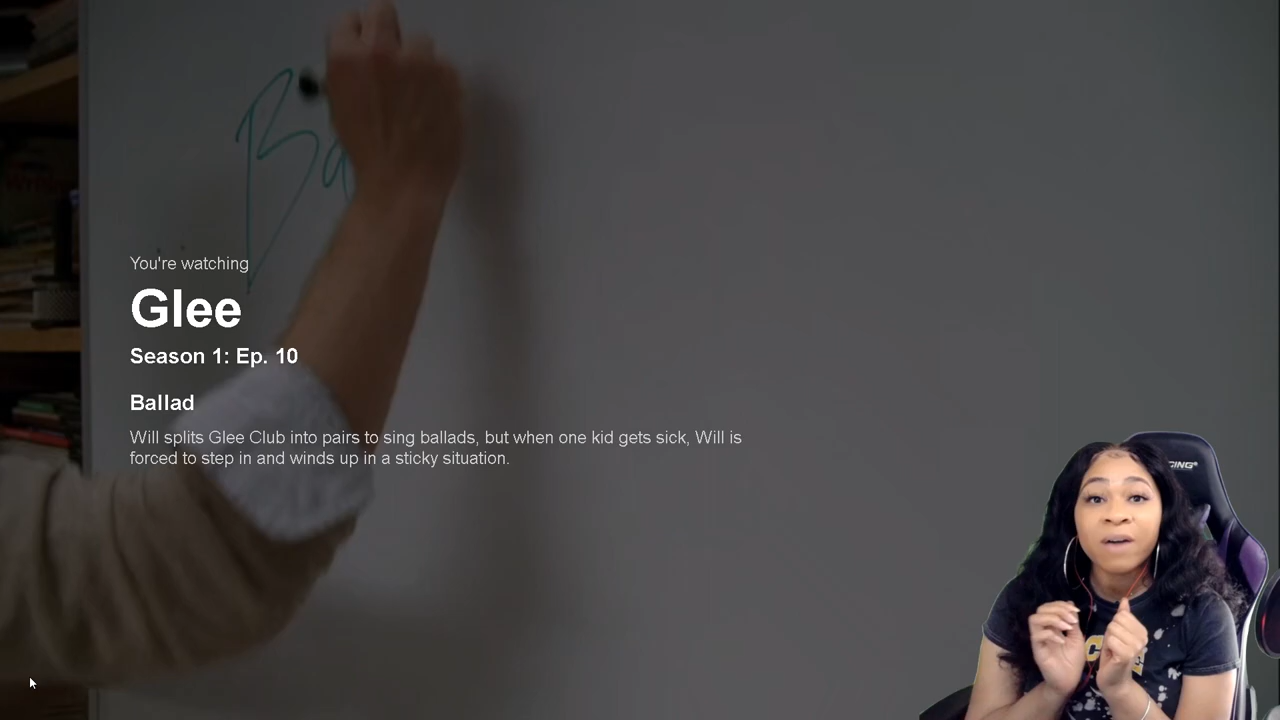 Ba
You're watching
Glee
Season 1: Ep. 10
Ballad
Will splits Glee Club into pairs to sing ballads, but when one kid gets sick, Will is
forced to step in and winds up in a sticky situation.